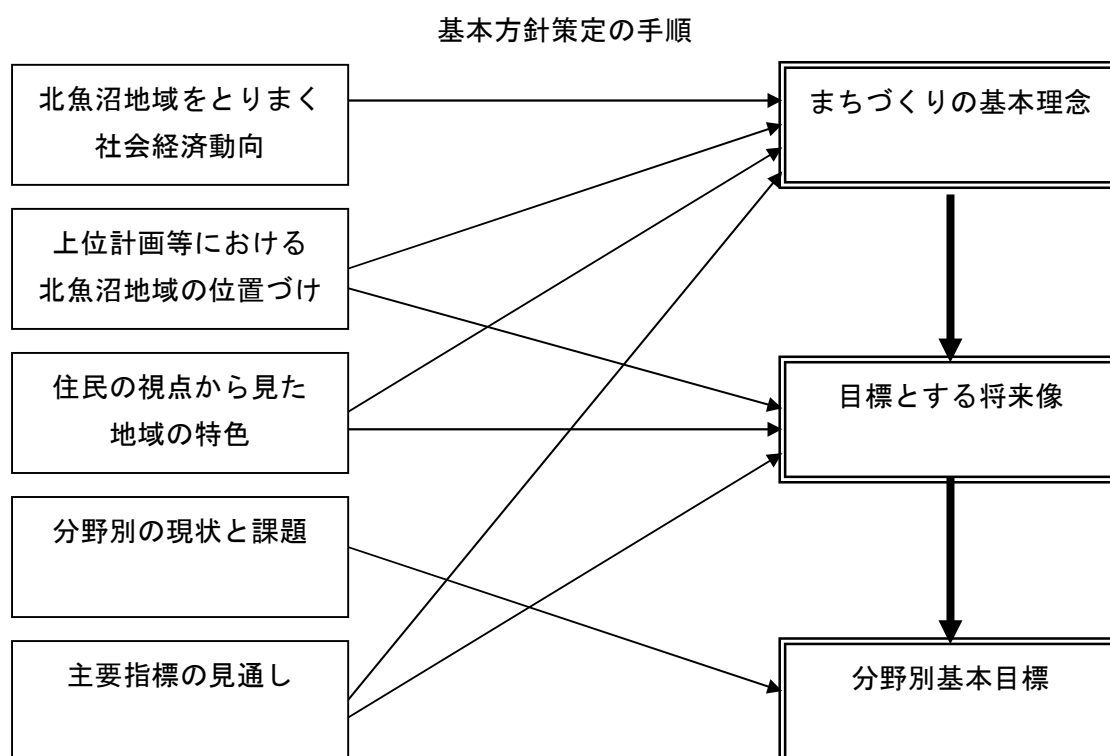 基本方針策定の手順
北魚沼地域をとりまく
社会経済動向
上位計画等における
北魚沼地域の位置づけ
住民の視点から見た
地域の特色
分野別の現状と課題
主要指標の見通し
まちづくりの基本理念
目標とする将来像
分野別基本目標